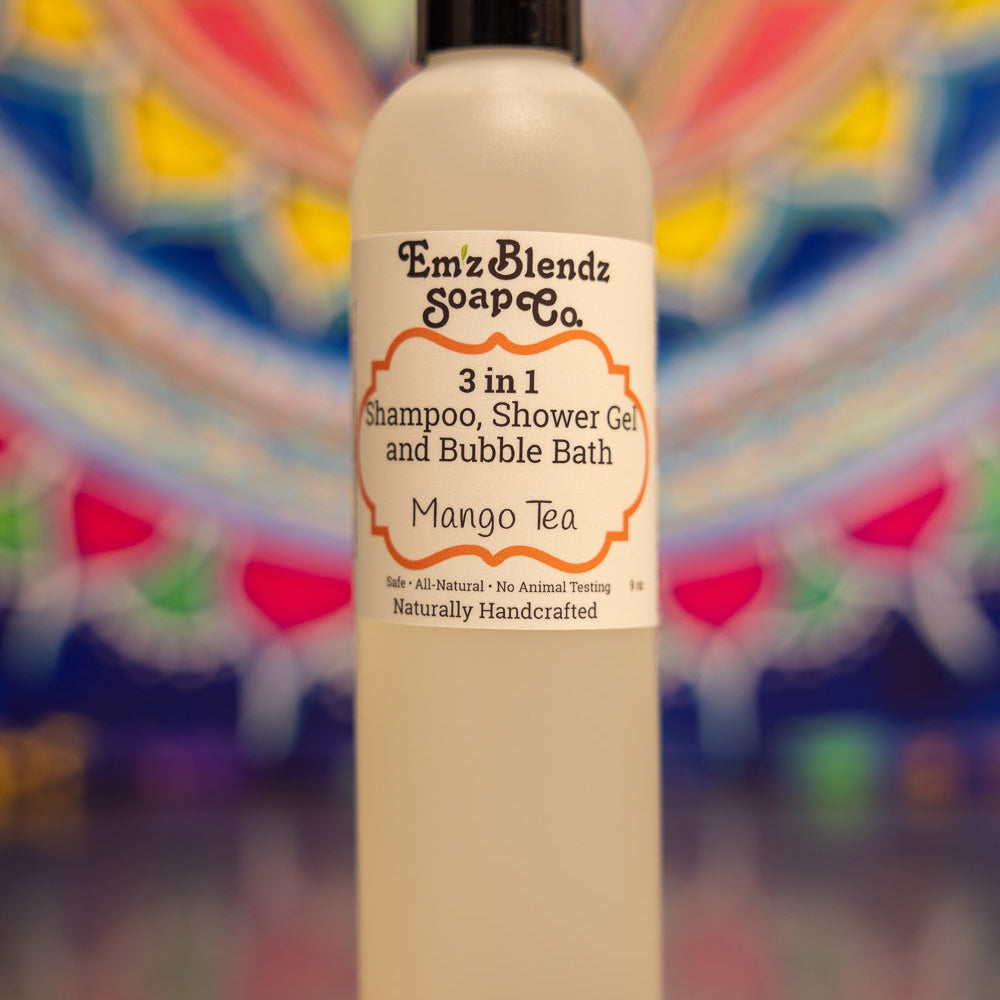 Em'z Blendz
Soap Co.
3 in 1
Shampoo, Shower Gel
and Bubble Bath
Mango Tea
Safe • All-Natural • No Animal Testing 9 oz
Naturally Handcrafted